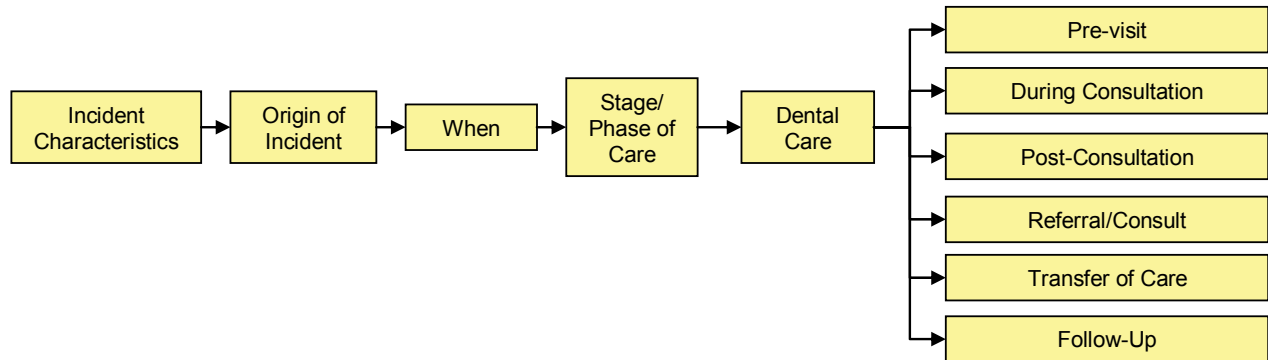 Incident
Characteristics
Origin of
Incident
When
Stage/
Phase of
Care
Dental
Care
Pre-visit
During Consultation
Post-Consultation
Referral/Consult
Transfer of Care
Follow-Up